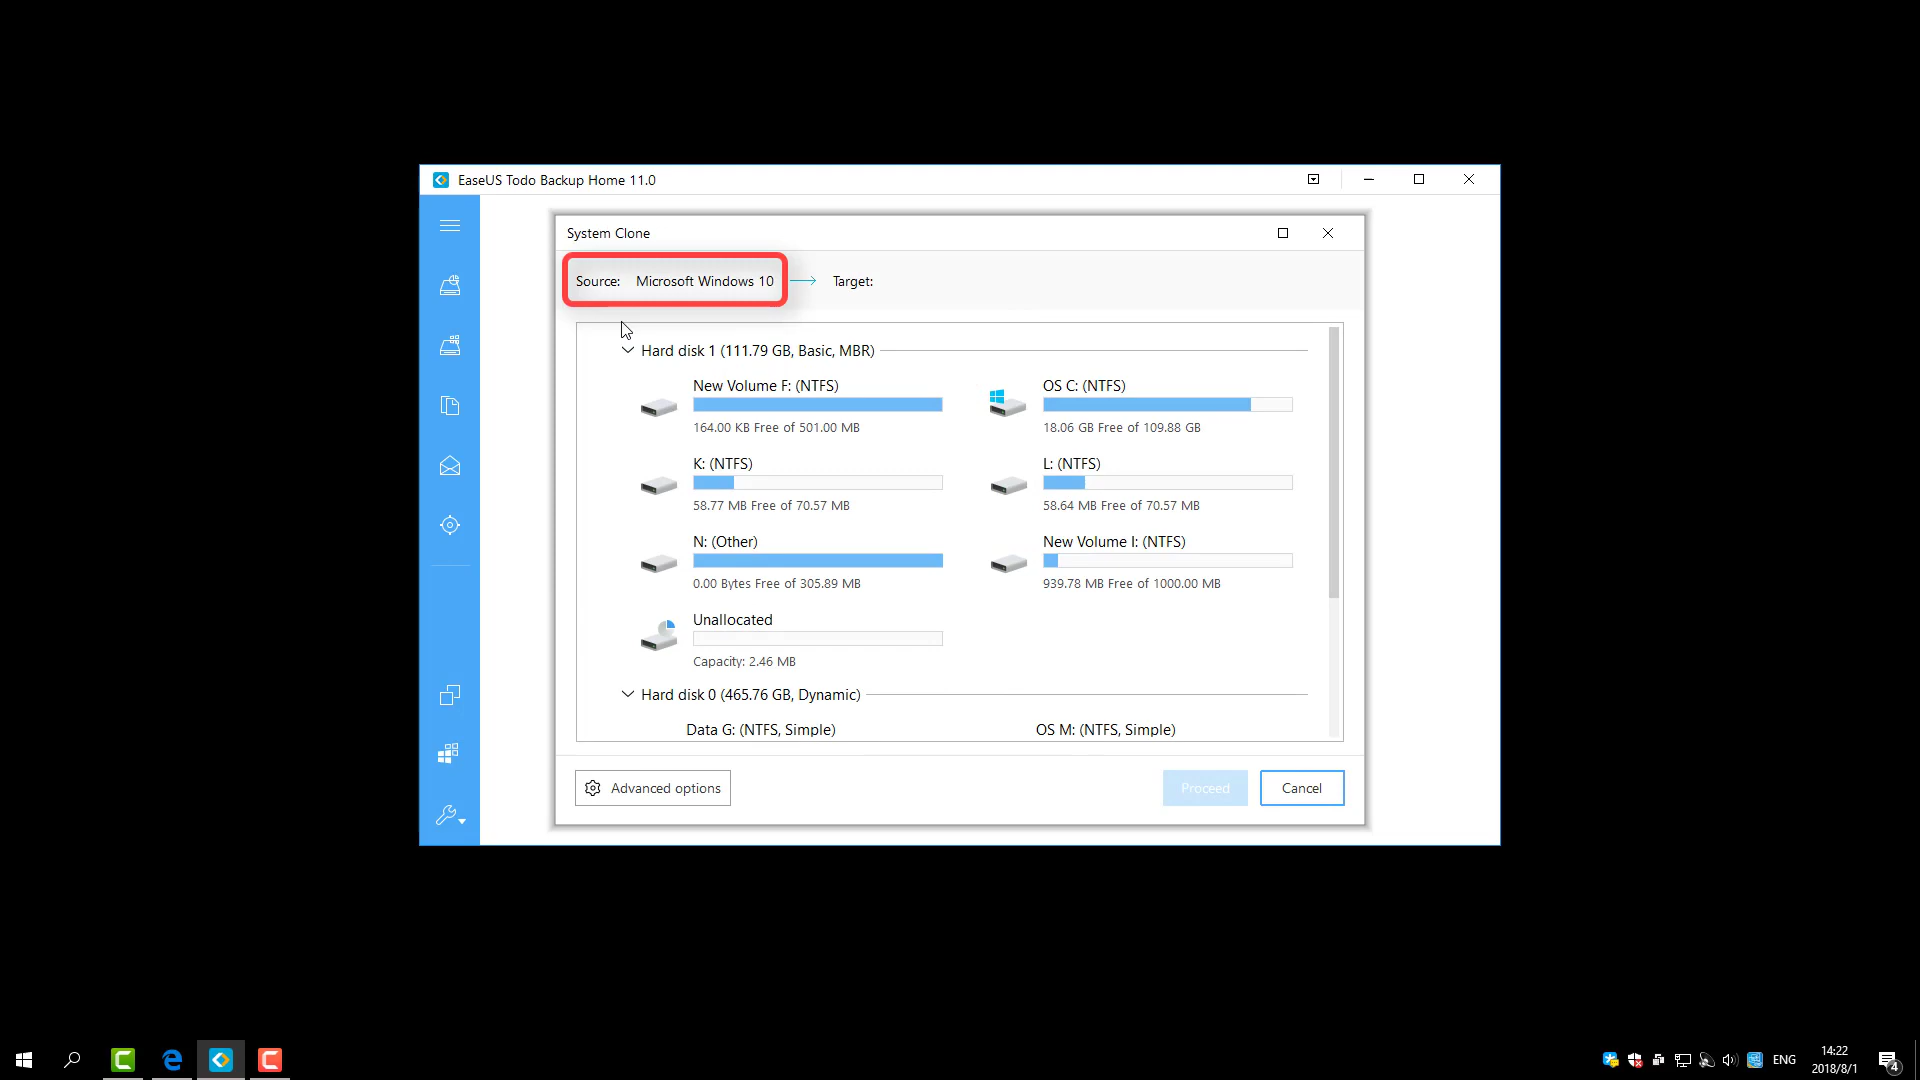 EaseUS Todo Backup Home 11.0
System Clone
Source: Microsoft Windows 10 Target:
Hard disk 1 (111.79 GB, Basic, MBR)
New Volume F: (NTFS)
164.00 KB Free of 501.00 MB
OS C: (NTFS)
18.06 GB Free of 109.88 GB
K: (NTFS)
58.77 MB Free of 70.57 MB
L: (NTFS)
58.64 MB Free of 70.57 MB
N: (Other)
0.00 Bytes Free of 305.89 MB
New Volume I: (NTFS)
939.78 MB Free of 1000.00 MB
Unallocated
Capacity: 2.46 MB
Hard disk 0 (465.76 GB, Dynamic)
Data G: (NTFS, Simple)
OS M: (NTFS, Simple)
Advanced options
Proceed
Cancel
ENG
14:22
2018/8/1
4